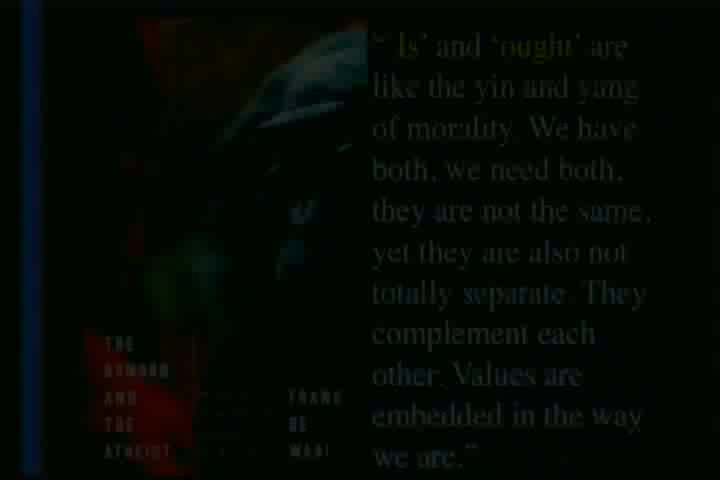 THE
BONOBO
AND
THE
ATHEIST
FRANS
DE
WAAL
“‘Is’ and ‘ought’ are
like the yin and yang
of morality. We have
both, we need both,
they are not the same,
yet they are also not
totally separate. They
complement each
other. Values are
embedded in the way
we are.”